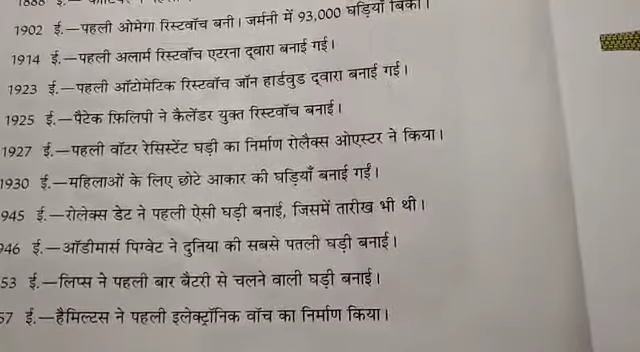 1888 ई.—
1902 ई.—पहली ओमेगा रिस्टवॉच बनी। जर्मनी में 93,000 घड़ियाँ बिकीं।
1914 ई.—पहली अलार्म रिस्टवॉच एटरना द्वारा बनाई गई।
1923 ई.—पहली ऑटोमेटिक रिस्टवॉच जॉन हार्डवुड द्वारा बनाई गई।
1925 ई.—पैटेक फ़िलिपी ने कैलेंडर युक्त रिस्टवॉच बनाई।
1927 ई.—पहली वॉटर रेसिस्टेंट घड़ी का निर्माण रोलैक्स ओएस्टर ने किया।
1930 ई.—महिलाओं के लिए छोटे आकार की घड़ियाँ बनाई गईं।
945 ई.—रोलेक्स डेट ने पहली ऐसी घड़ी बनाई, जिसमें तारीख भी थी।
946 ई.—ऑडीमार्स पिग्वेट ने दुनिया की सबसे पतली घड़ी बनाई।
53 ई.—लिप्स ने पहली बार बैटरी से चलने वाली घड़ी बनाई।
57 ई.—हैमिल्टस ने पहली इलेक्ट्रॉनिक वॉच का निर्माण किया।